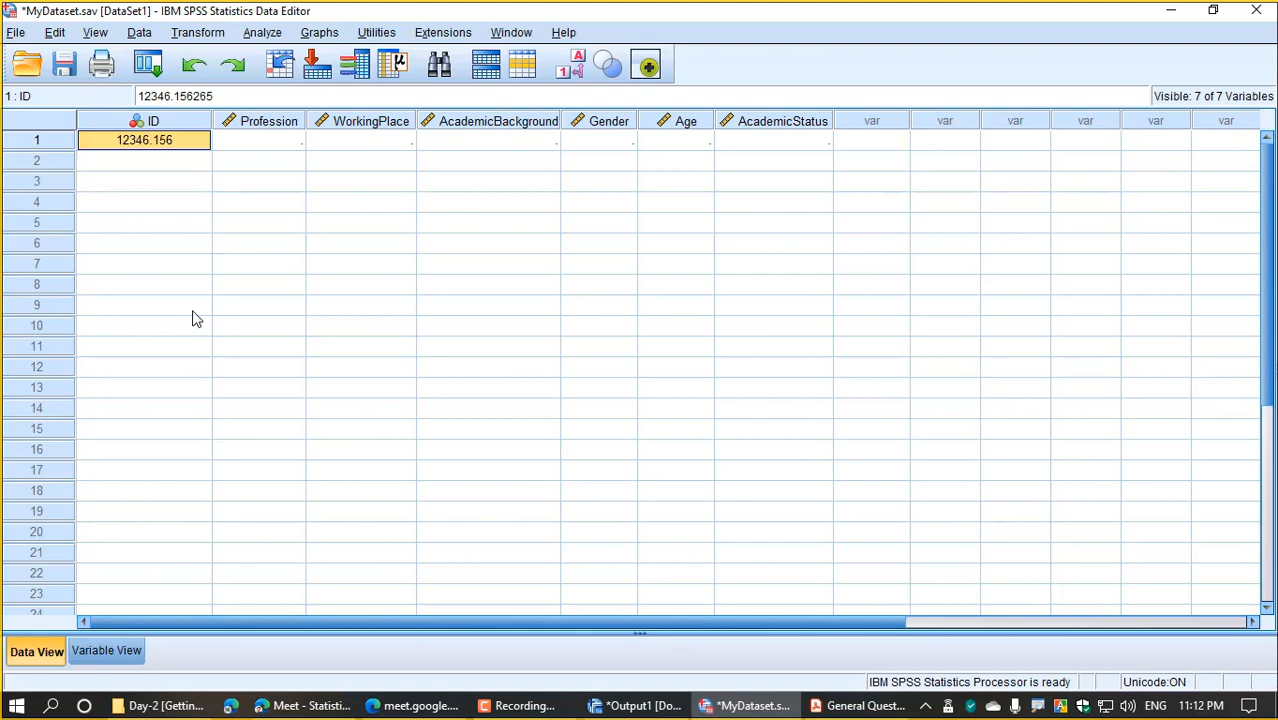 *MyDataset.sav [DataSet1] - IBM SPSS Statistics Data Editor
File Edit View Data Transform Analyze Graphs Utilities Extensions Window Help
1 : ID 12346.156265 Visible: 7 of 7 Variables
ID Profession WorkingPlace AcademicBackground Gender Age AcademicStatus var var var var var var
1 12346.156 . . . . . .
2
3
4
5
6
7
8
9
10
11
12
13
14
15
16
17
18
19
20
21
22
23
24
Data View Variable View
IBM SPSS Statistics Processor is ready Unicode:ON
Day-2 [Gettin... Meet - Statisti... meet.google.... Recording... *Output1 [Do... *MyDataset.s... General Quest... 11:12 PM